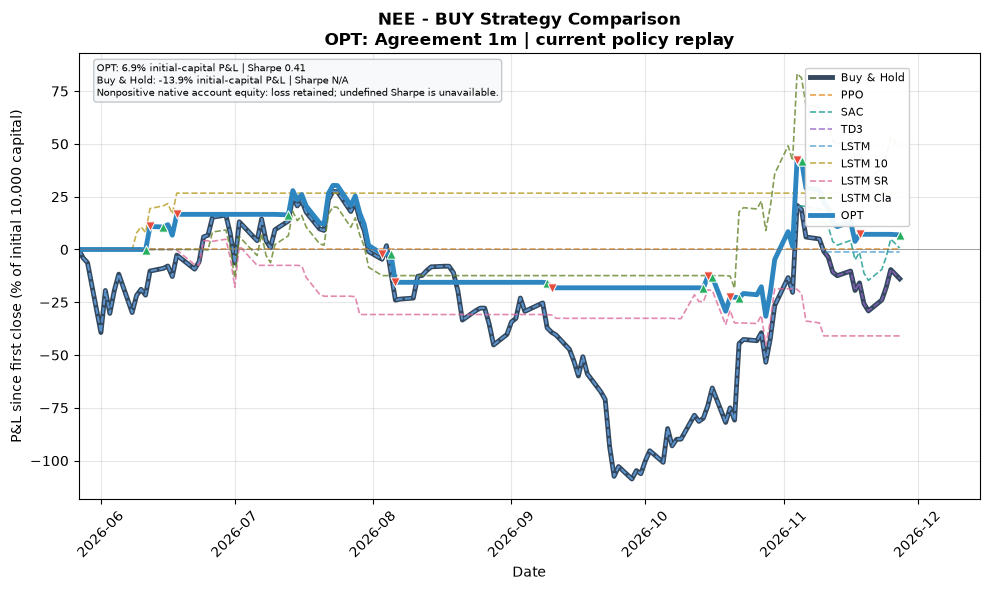 NEE - BUY Strategy Comparison
OPT: Agreement 1m | current policy replay
OPT: 6.9% initial-capital P&L | Sharpe 0.41
Buy & Hold: -13.9% initial-capital P&L | Sharpe N/A
Nonpositive native account equity: loss retained; undefined Sharpe is unavailable.
Buy & Hold
PPO
SAC
TD3
LSTM
LSTM 10
LSTM SR
LSTM Cla
OPT
P&L since first close (% of initial 10,000 capital)
75
50
25
0
−25
−50
−75
−100
2026-06
2026-07
2026-08
2026-09
2026-10
2026-11
2026-12
Date